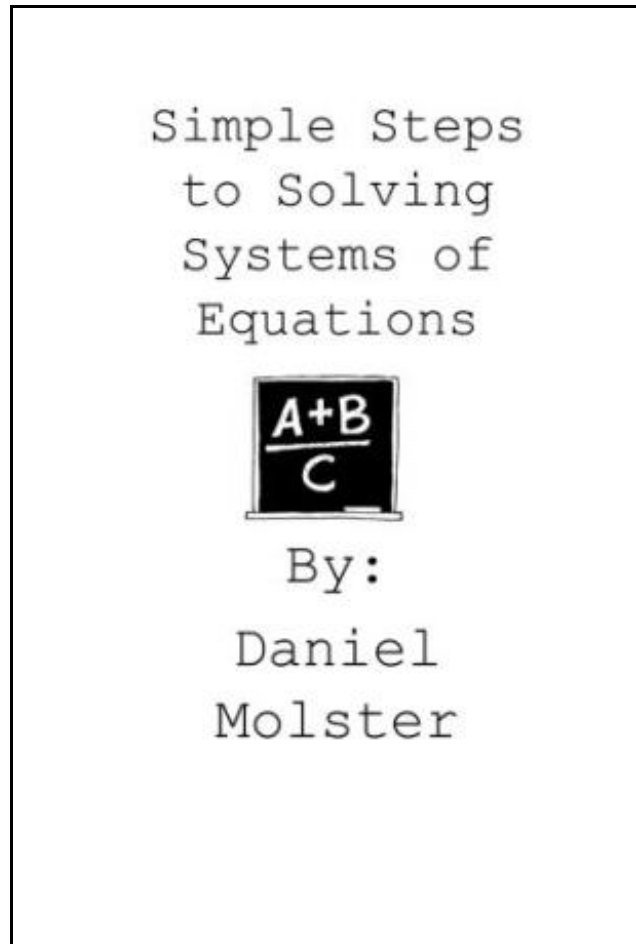 Simple Steps
to Solving
Systems of
Equations
A+B
C
By:
Daniel
Molster